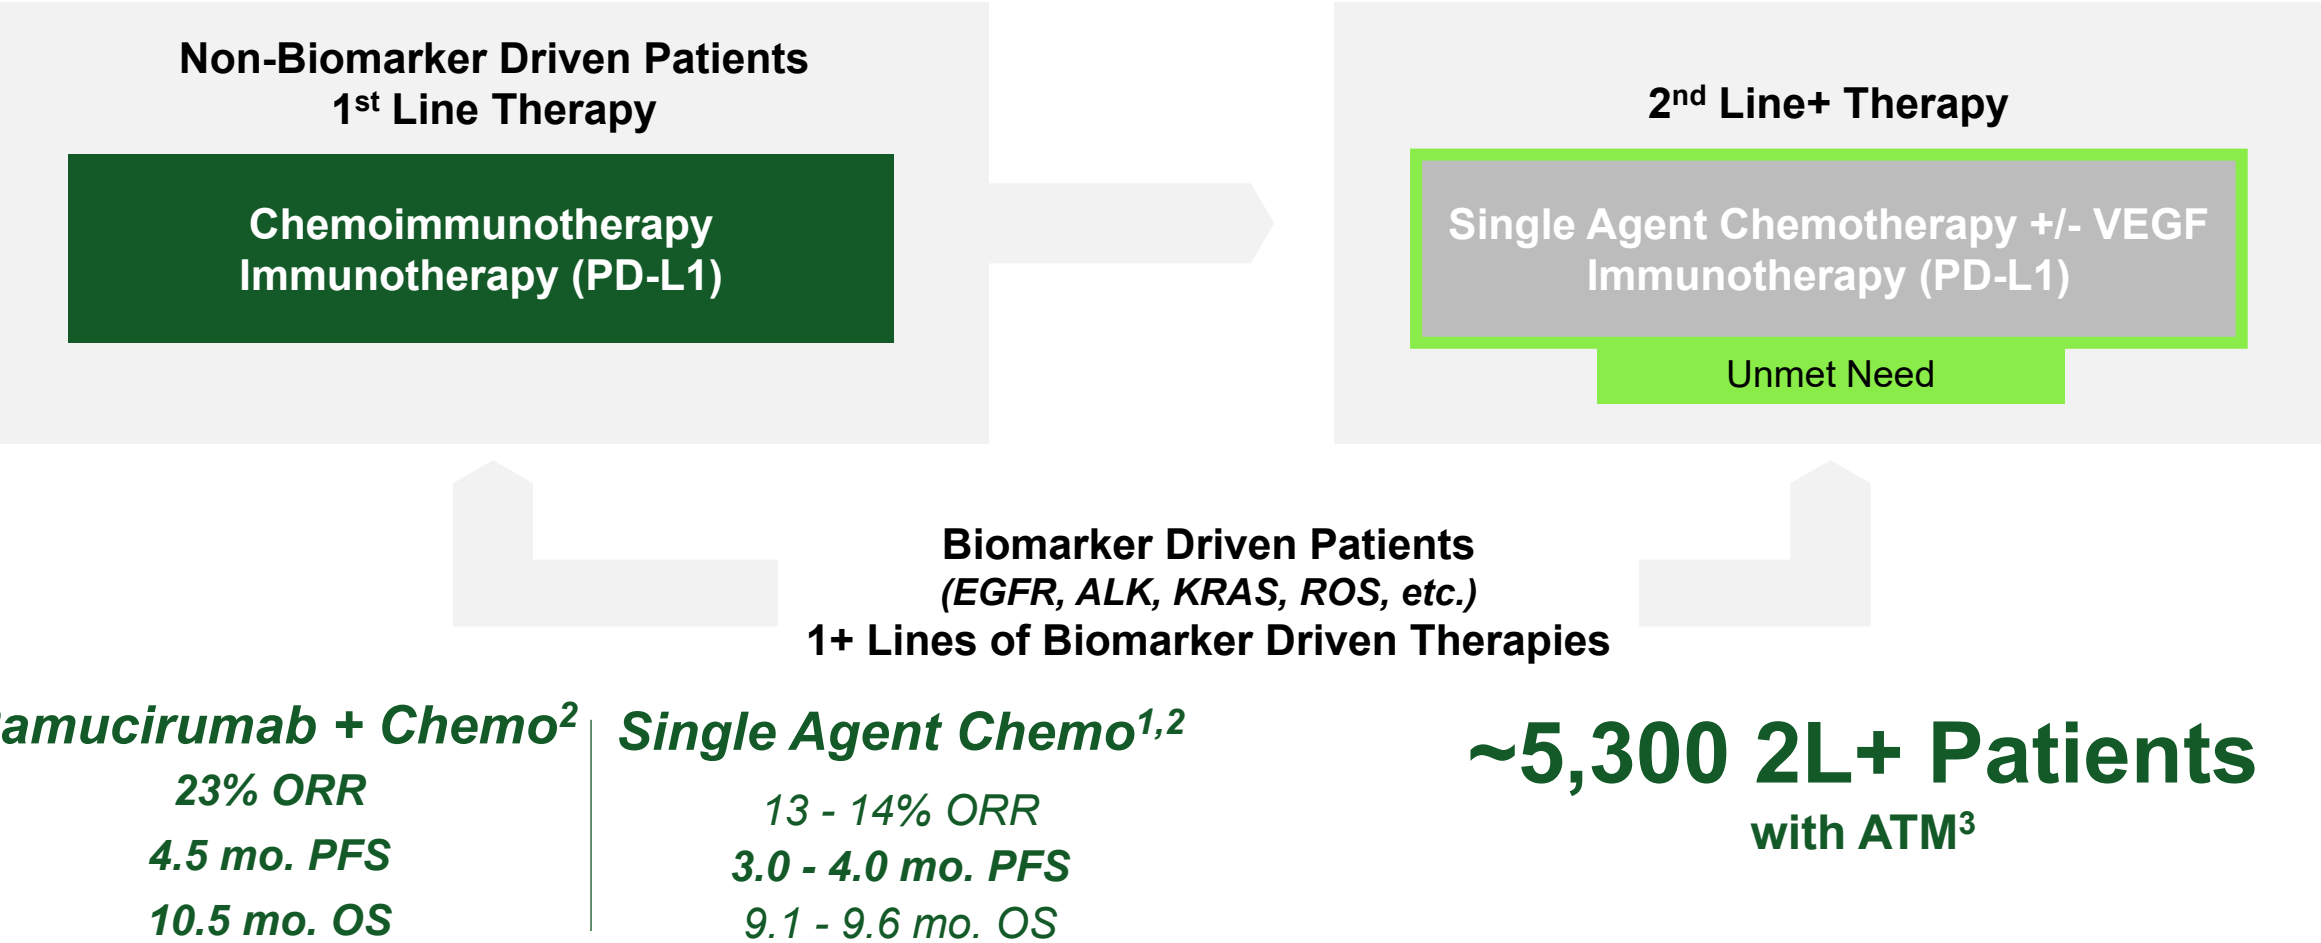 Non-Biomarker Driven Patients
1st Line Therapy
Chemoimmunotherapy
Immunotherapy (PD-L1)
2nd Line+ Therapy
Single Agent Chemotherapy +/- VEGF
Immunotherapy (PD-L1)
Unmet Need
Biomarker Driven Patients
(EGFR, ALK, KRAS, ROS, etc.)
1+ Lines of Biomarker Driven Therapies
amucirumab + Chemo2
23% ORR
4.5 mo. PFS
10.5 mo. OS
Single Agent Chemo1,2
13 - 14% ORR
3.0 - 4.0 mo. PFS
9.1 - 9.6 mo. OS
~5,300 2L+ Patients
with ATM3